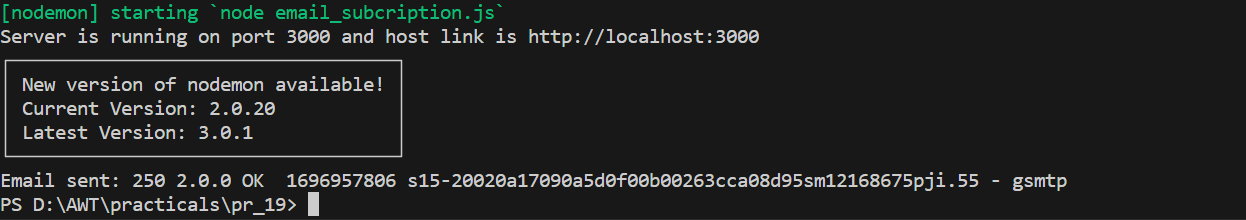 [nodemon] starting `node email_subcription.js`
Server is running on port 3000 and host link is http://localhost:3000
New version of nodemon available!
Current Version: 2.0.20
Latest Version: 3.0.1
Email sent: 250 2.0.0 OK  1696957806 s15-20020a17090a5d0f00b00263cca08d95sm12168675pji.55 - gsmtp
PS D:\AWT\practicals\pr_19>